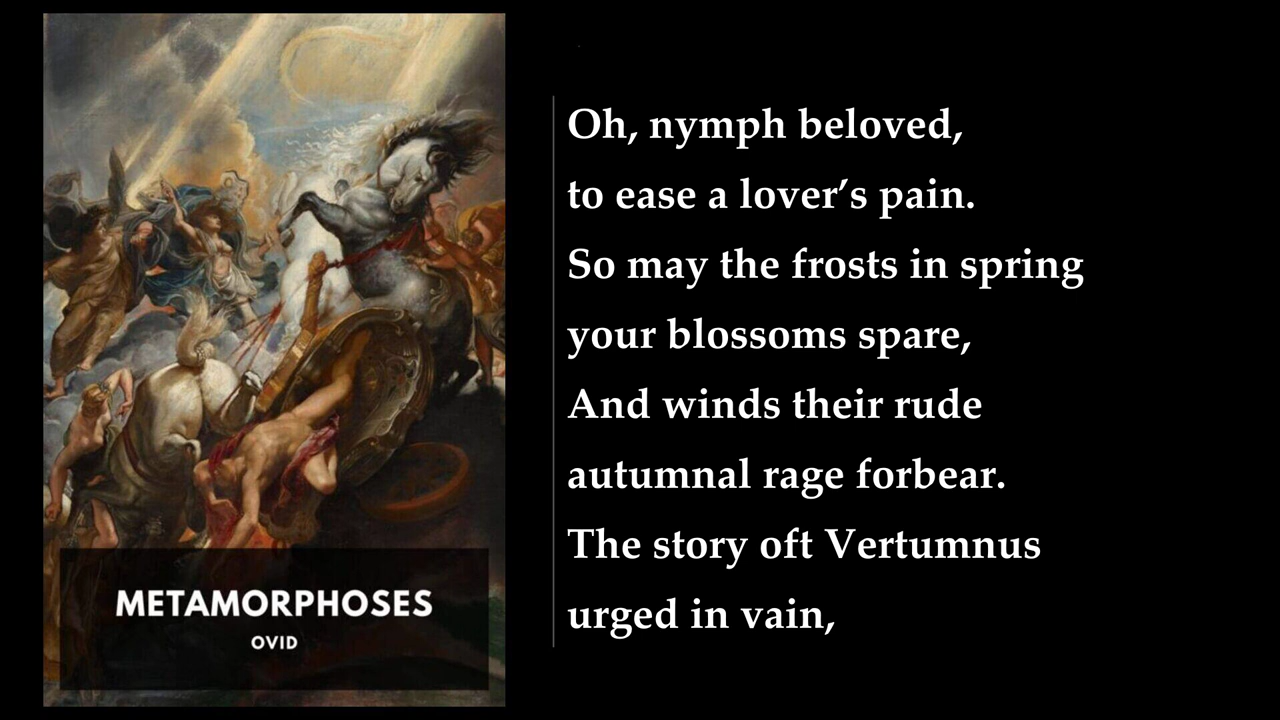 METAMORPHOSES
OVID
Oh, nymph beloved,
to ease a lover’s pain.
So may the frosts in spring
your blossoms spare,
And winds their rude
autumnal rage forbear.
The story oft Vertumnus
urged in vain,